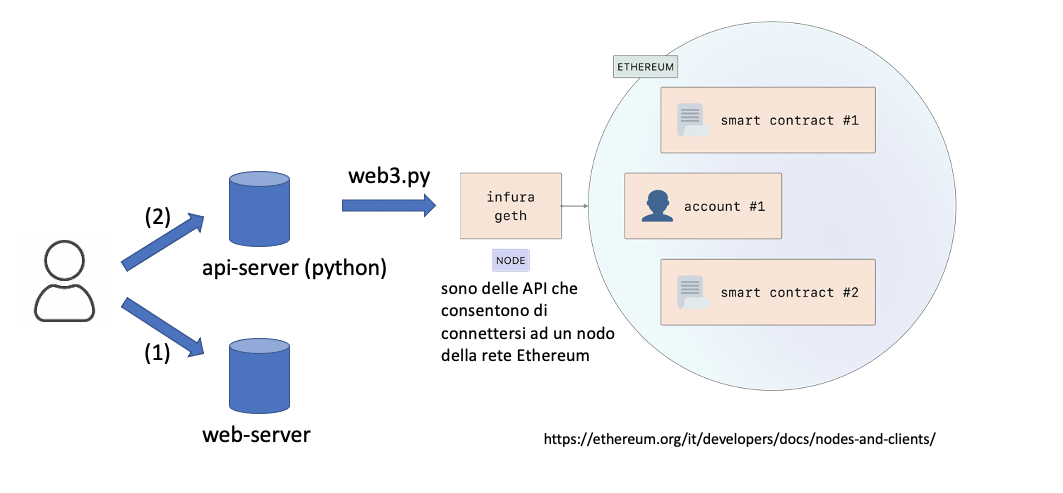 ETHEREUM
smart contract #1
web3.py
infura
geth
account #1
(2)
NODE
api-server (python)
sono delle API che
consentono di
connettersi ad un nodo
della rete Ethereum
smart contract #2
(1)
web-server
https://ethereum.org/it/developers/docs/nodes-and-clients/